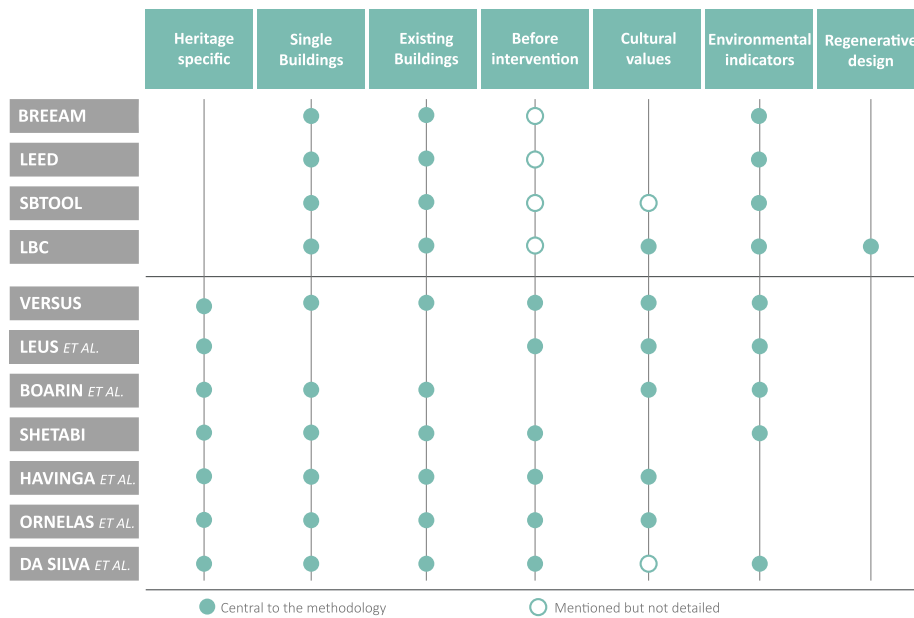 Heritage
specific
Single
Buildings
Existing
Buildings
Before
intervention
Cultural
values
Environmental
indicators
Regenerative
design
BREEAM
LEED
SBTOOL
LBC
VERSUS
LEUS ET AL.
BOARIN ET AL.
SHETABI
HAVINGA ET AL.
ORNELAS ET AL.
DA SILVA ET AL.
Central to the methodology
Mentioned but not detailed